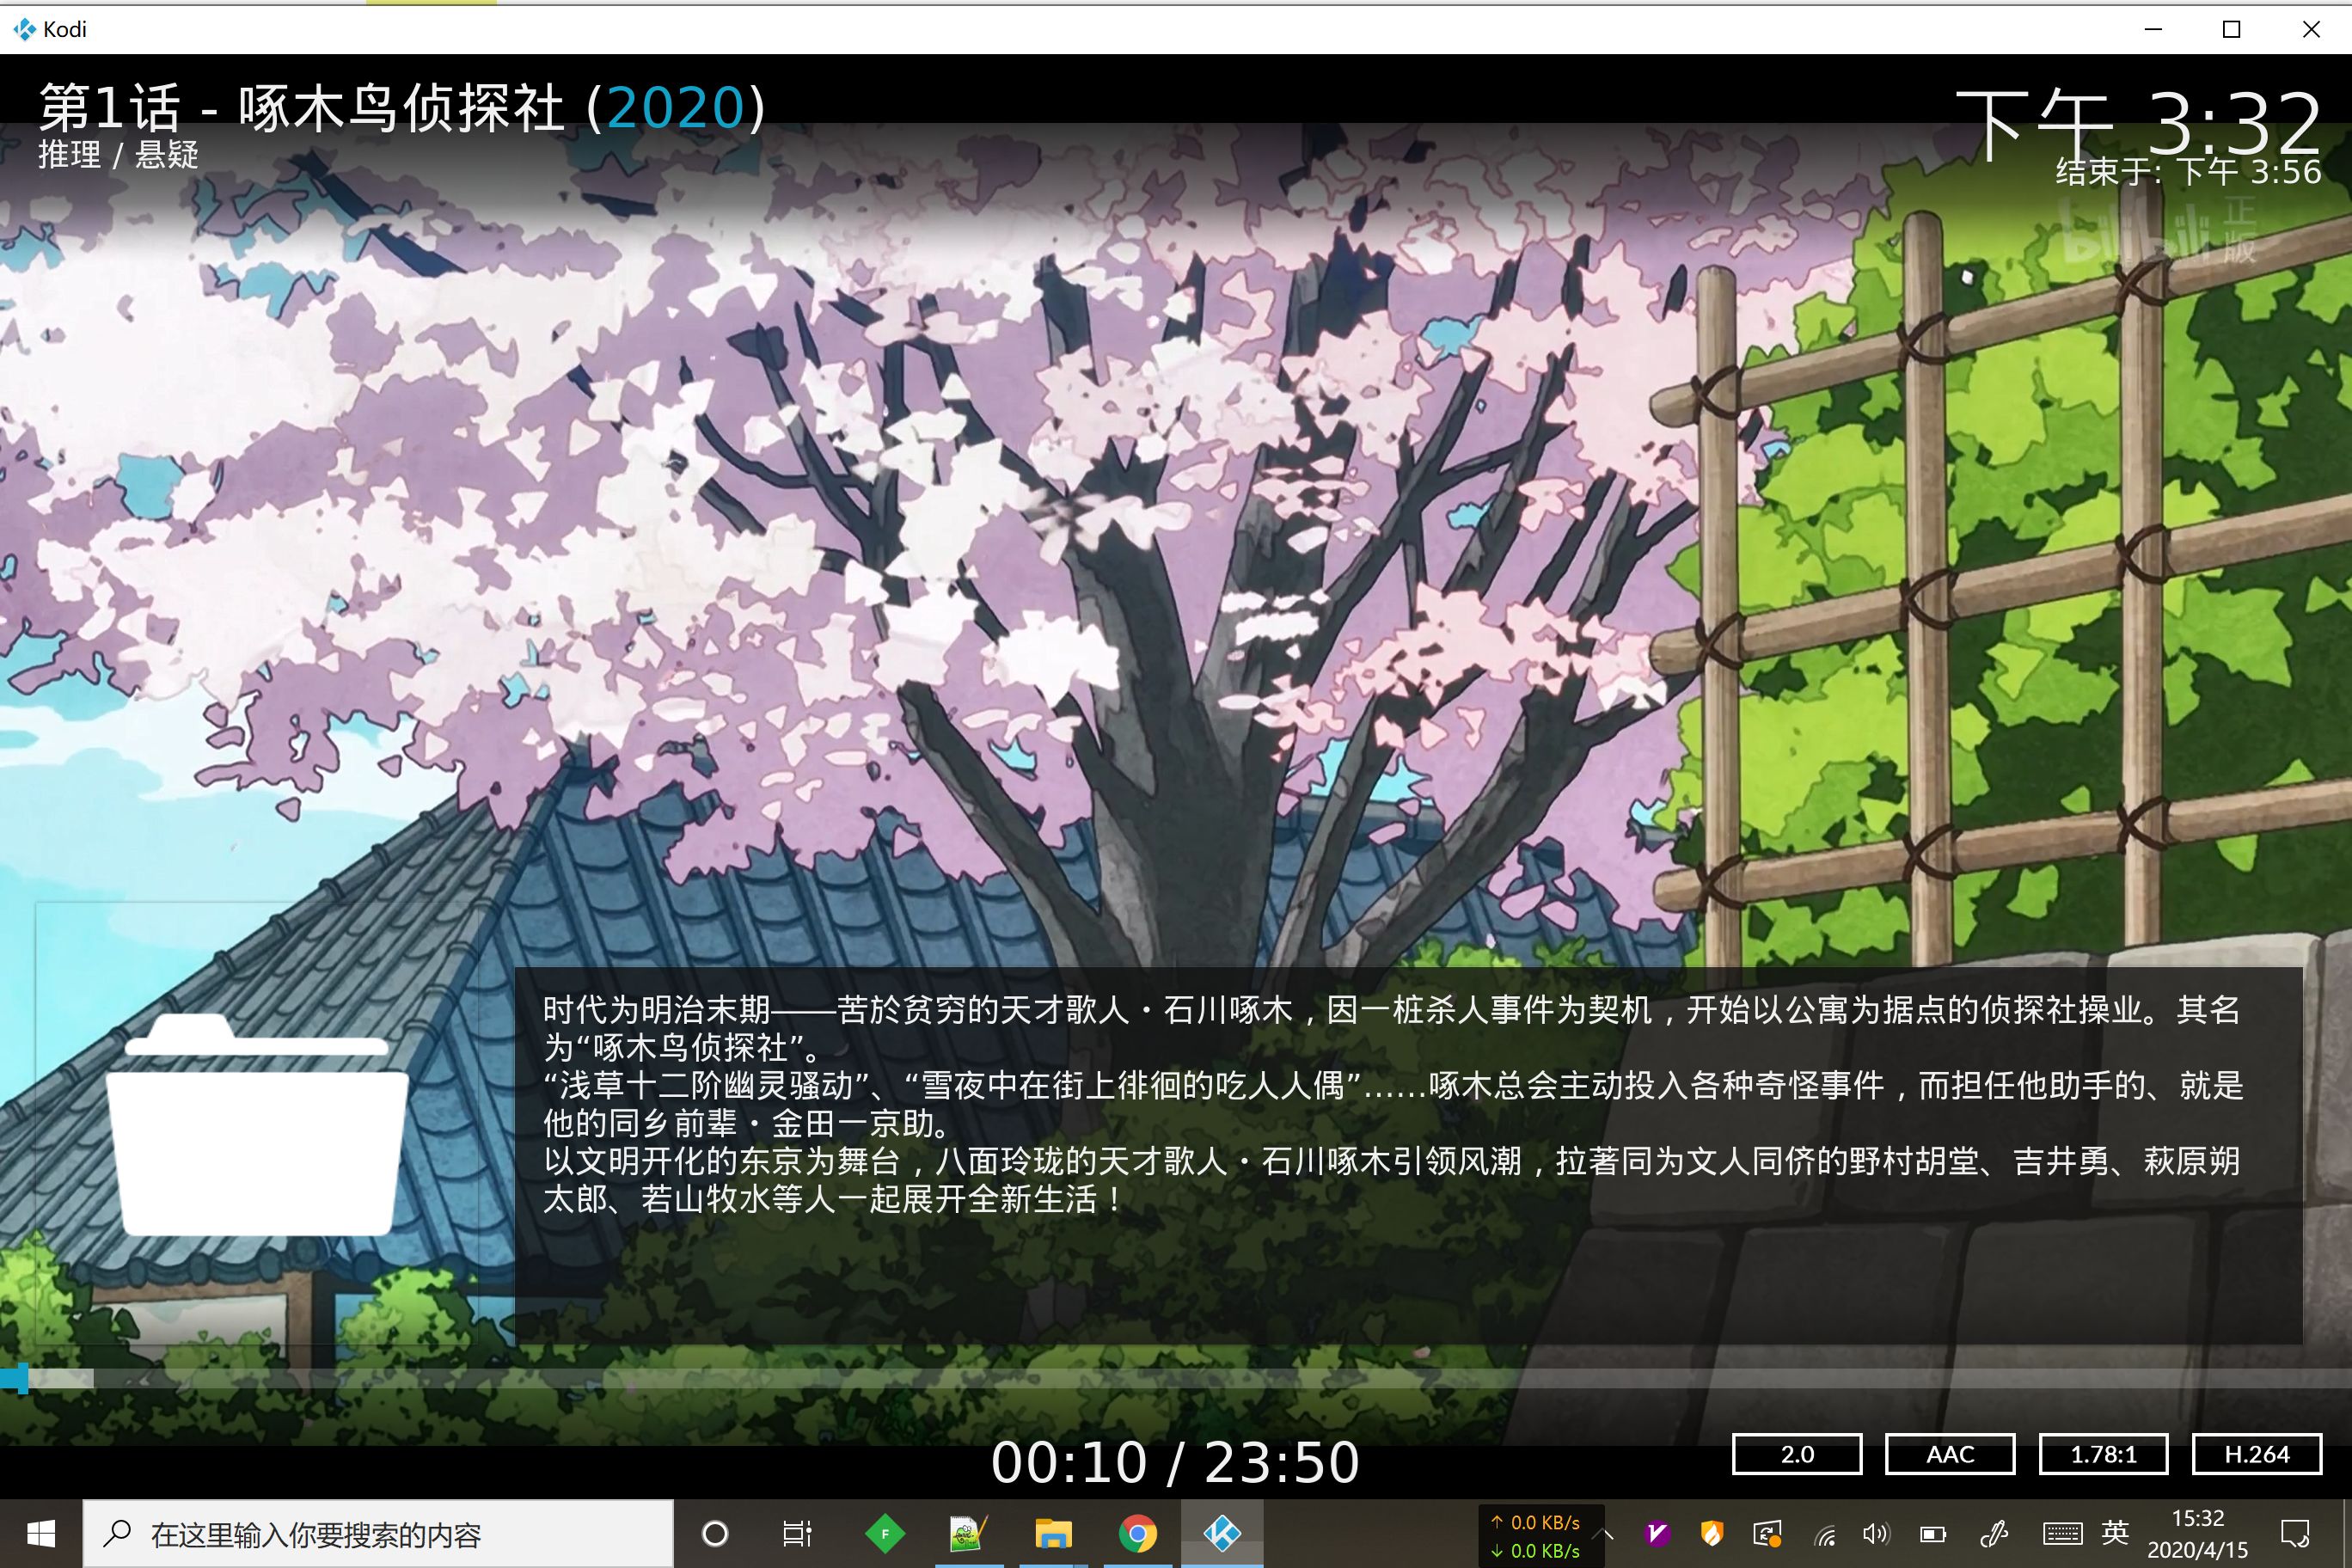 Kodi
第1话 - 啄木鸟侦探社 (2020)
推理 / 悬疑
下午 3:32
结束于: 下午 3:56
bilibili 正版
时代为明治末期——苦於贫穷的天才歌人・石川啄木，因一桩杀人事件为契机，开始以公寓为据点的侦探社操业。其名
为“啄木鸟侦探社”。
“浅草十二阶幽灵骚动”、“雪夜中在街上徘徊的吃人人偶”……啄木总会主动投入各种奇怪事件，而担任他助手的、就是
他的同乡前辈・金田一京助。
以文明开化的东京为舞台，八面玲珑的天才歌人・石川啄木引领风潮，拉著同为文人同侪的野村胡堂、吉井勇、萩原朔
太郎、若山牧水等人一起展开全新生活！
00:10 / 23:50
2.0
AAC
1.78:1
H.264
在这里输入你要搜索的内容
F
↑ 0.0 KB/s
↓ 0.0 KB/s
英
15:32
2020/4/15